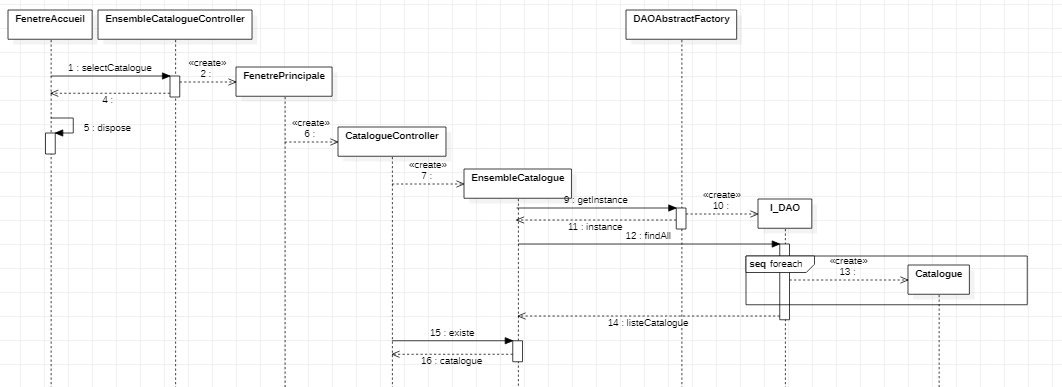 FenetreAccueil
EnsembleCatalogueController
DAOAbstractFactory
1 : selectCatalogue
«create»
2 :
FenetrePrincipale
4 :
5 : dispose
«create»
6 :
CatalogueController
«create»
7 :
EnsembleCatalogue
9 : getInstance
«create»
10 :
I_DAO
11 : instance
12 : findAll
seq foreach
«create»
13 :
Catalogue
14 : listeCatalogue
15 : existe
16 : catalogue